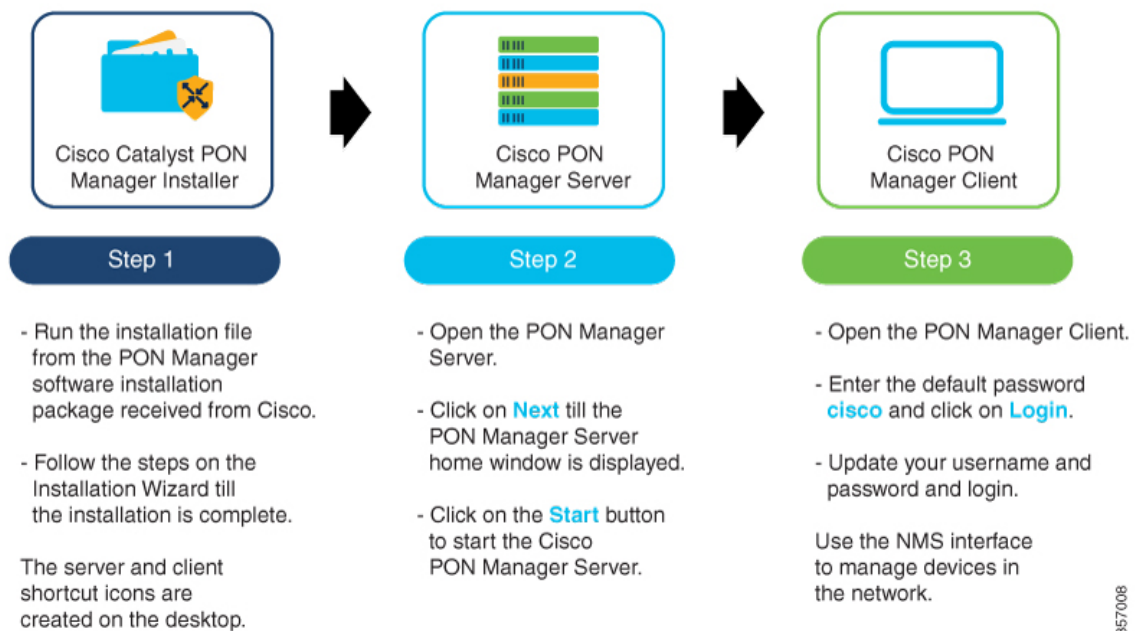 Cisco Catalyst PON
Manager Installer
Cisco PON
Manager Server
Cisco PON
Manager Client
Step 1
Step 2
Step 3
- Run the installation file
from the PON Manager
software installation
package received from Cisco.
- Follow the steps on the
Installation Wizard till
the installation is complete.
The server and client
shortcut icons are
created on the desktop.
- Open the PON Manager
Server.
- Click on Next till the
PON Manager Server
home window is displayed.
- Click on the Start button
to start the Cisco
PON Manager Server.
- Open the PON Manager Client.
- Enter the default password
cisco and click on Login.
- Update your username and
password and login.
Use the NMS interface
to manage devices in
the network.
357008